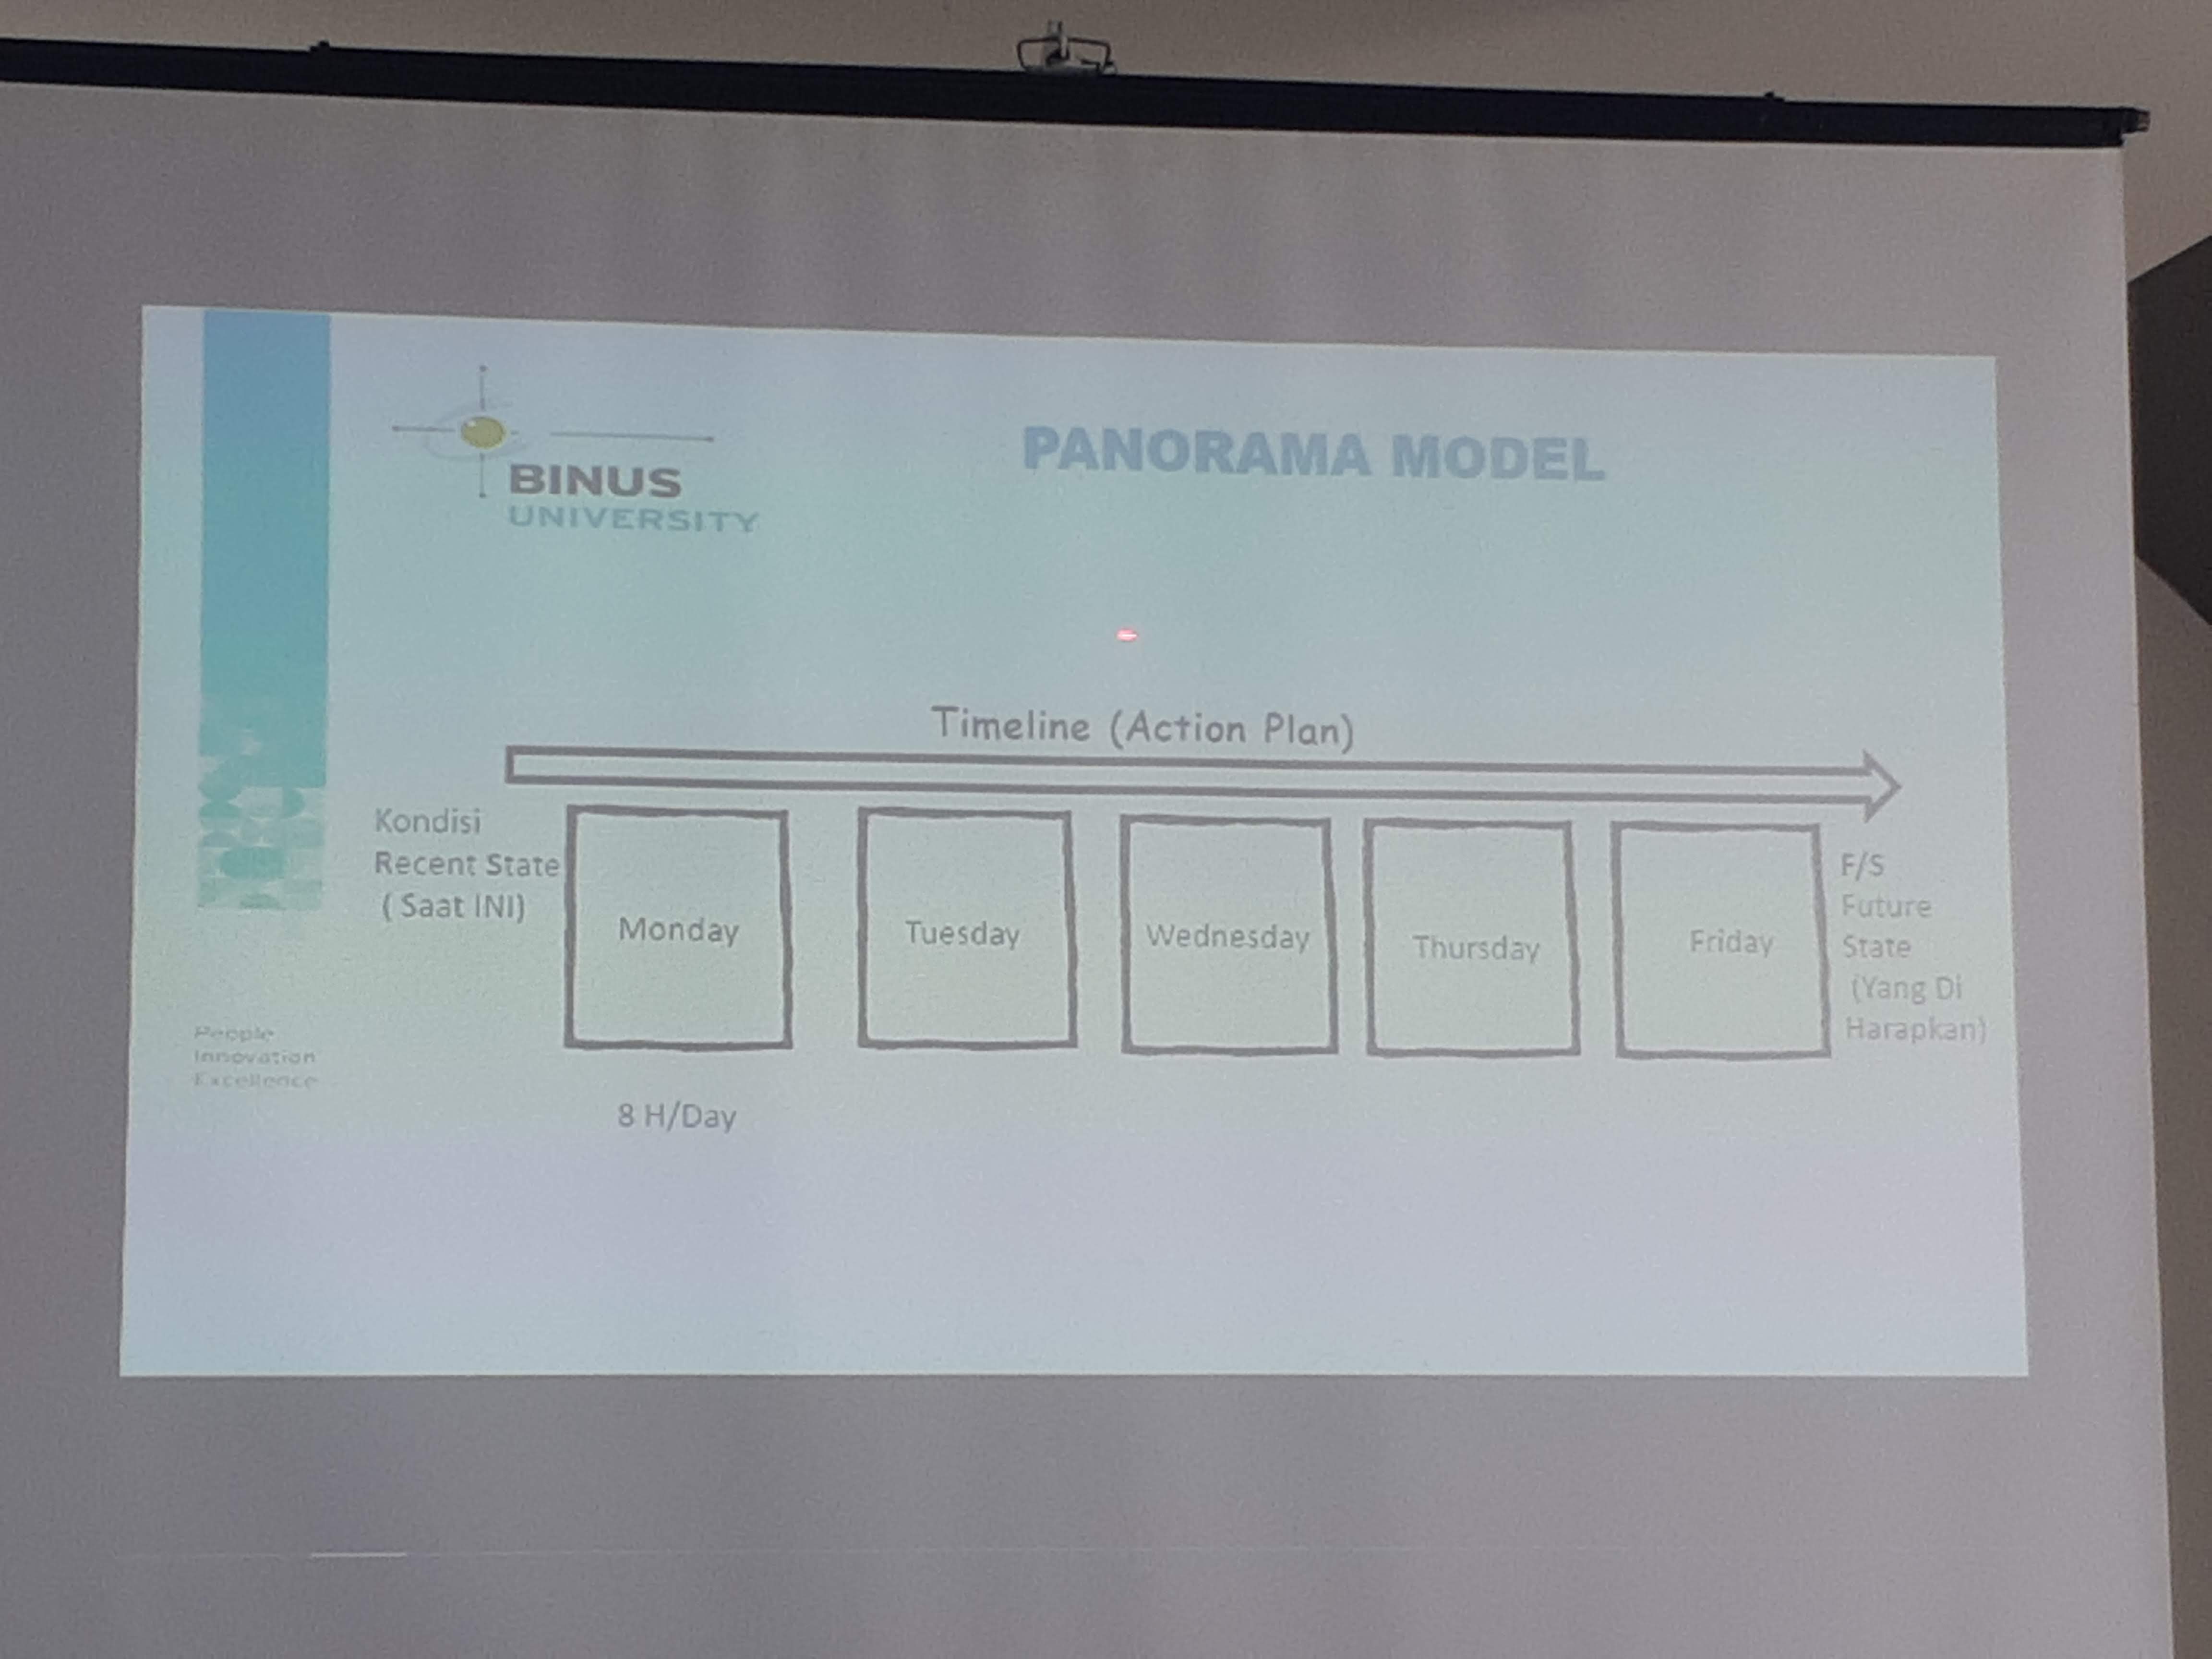 BINUS
UNIVERSITY
PANORAMA MODEL
Timeline (Action Plan)
Kondisi
Recent State
( Saat INI)
Monday
Tuesday
Wednesday
Thursday
Friday
F/S
Future
State
(Yang Di
Harapkan)
People
Innovation
Excellence
8 H/Day